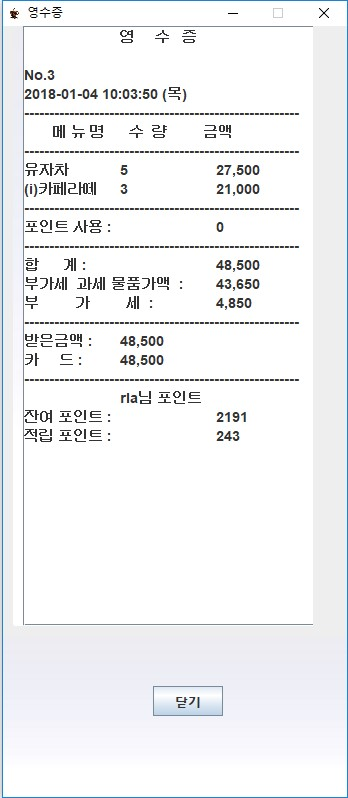 영수증
영 수 증
No.3
2018-01-04 10:03:50 (목)
메 뉴 명 수 량 금액
유자차 5 27,500
(i)카페라떼 3 21,000
포인트 사용 : 0
합 계 : 48,500
부가세 과세 물품가액 : 43,650
부 가 세 : 4,850
받은금액 : 48,500
카 드 : 48,500
rla님 포인트
잔여 포인트 : 2191
적립 포인트 : 243
닫기